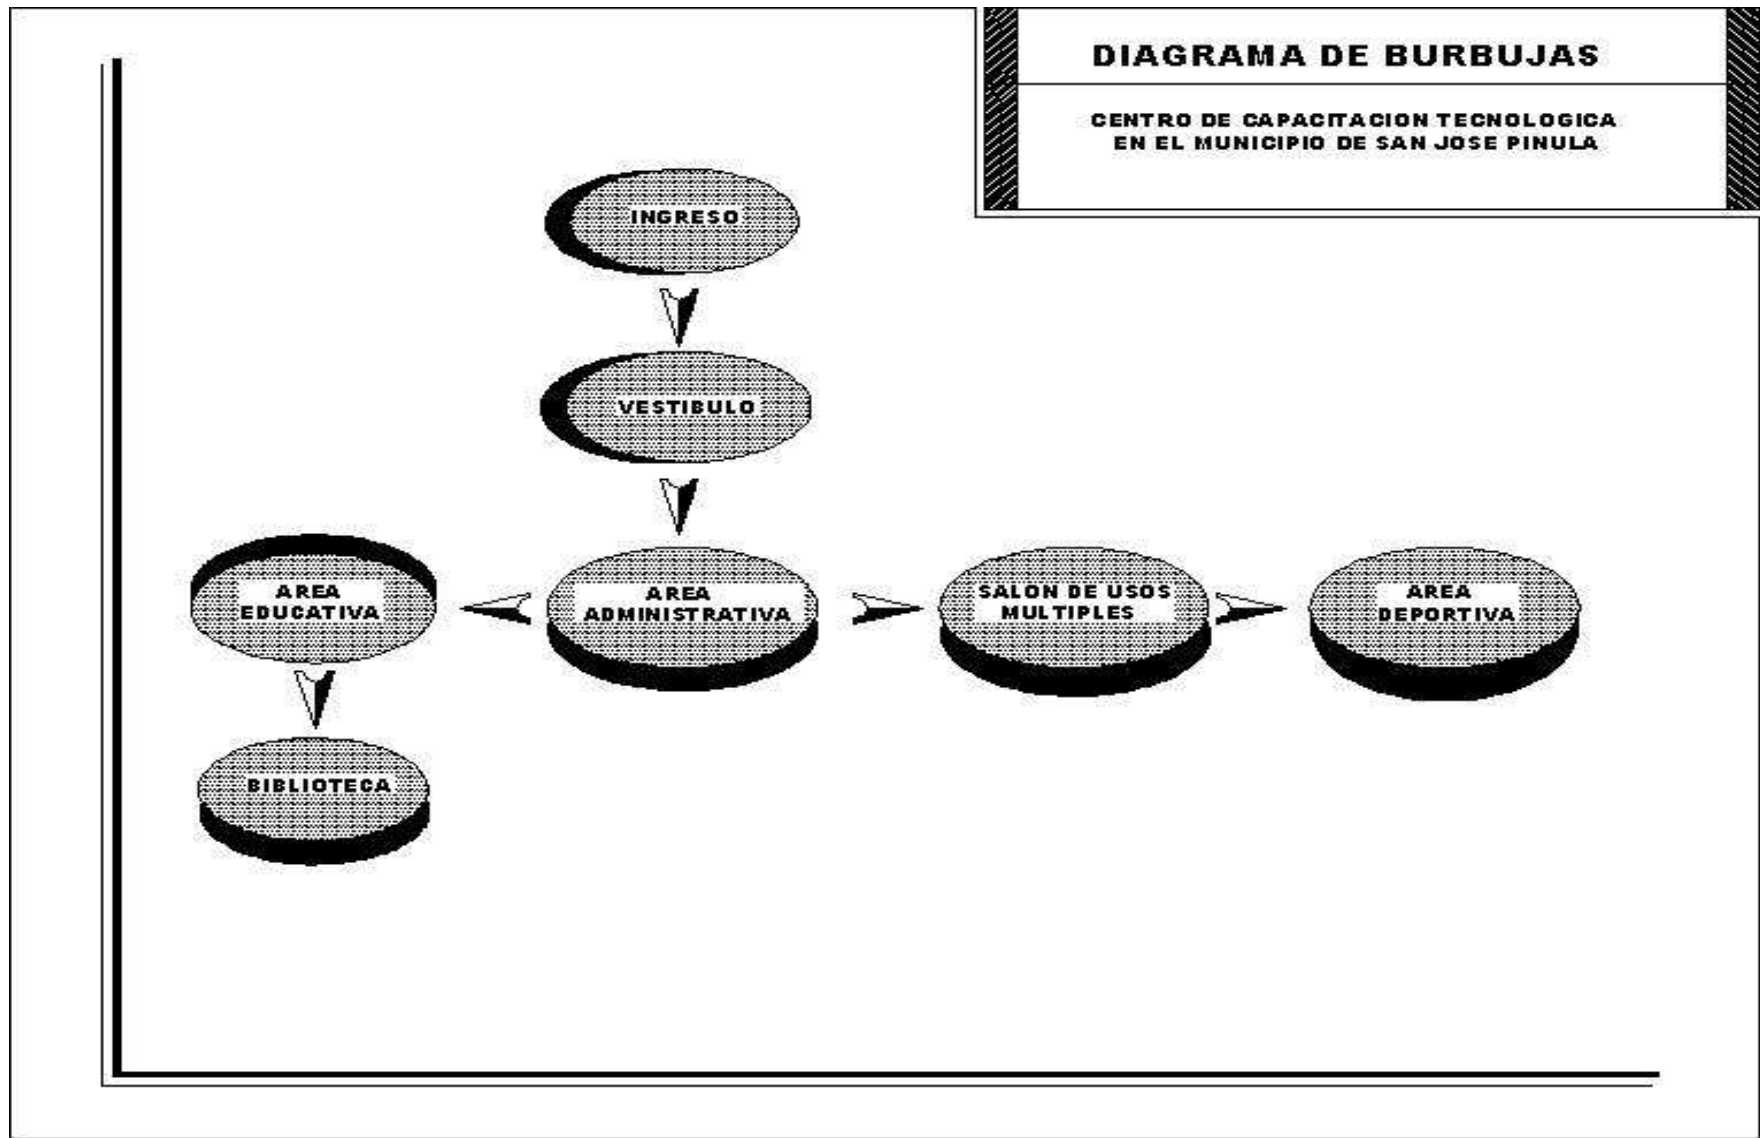 DIAGRAMA DE BURBUJAS
CENTRO DE CAPACITACION TECNOLOGICA
EN EL MUNICIPIO DE SAN JOSE PINULA
INGRESO
VESTIBULO
AREA
EDUCATIVA
AREA
ADMINISTRATIVA
SALON DE USOS
MULTIPLES
AREA
DEPORTIVA
BIBLIOTECA